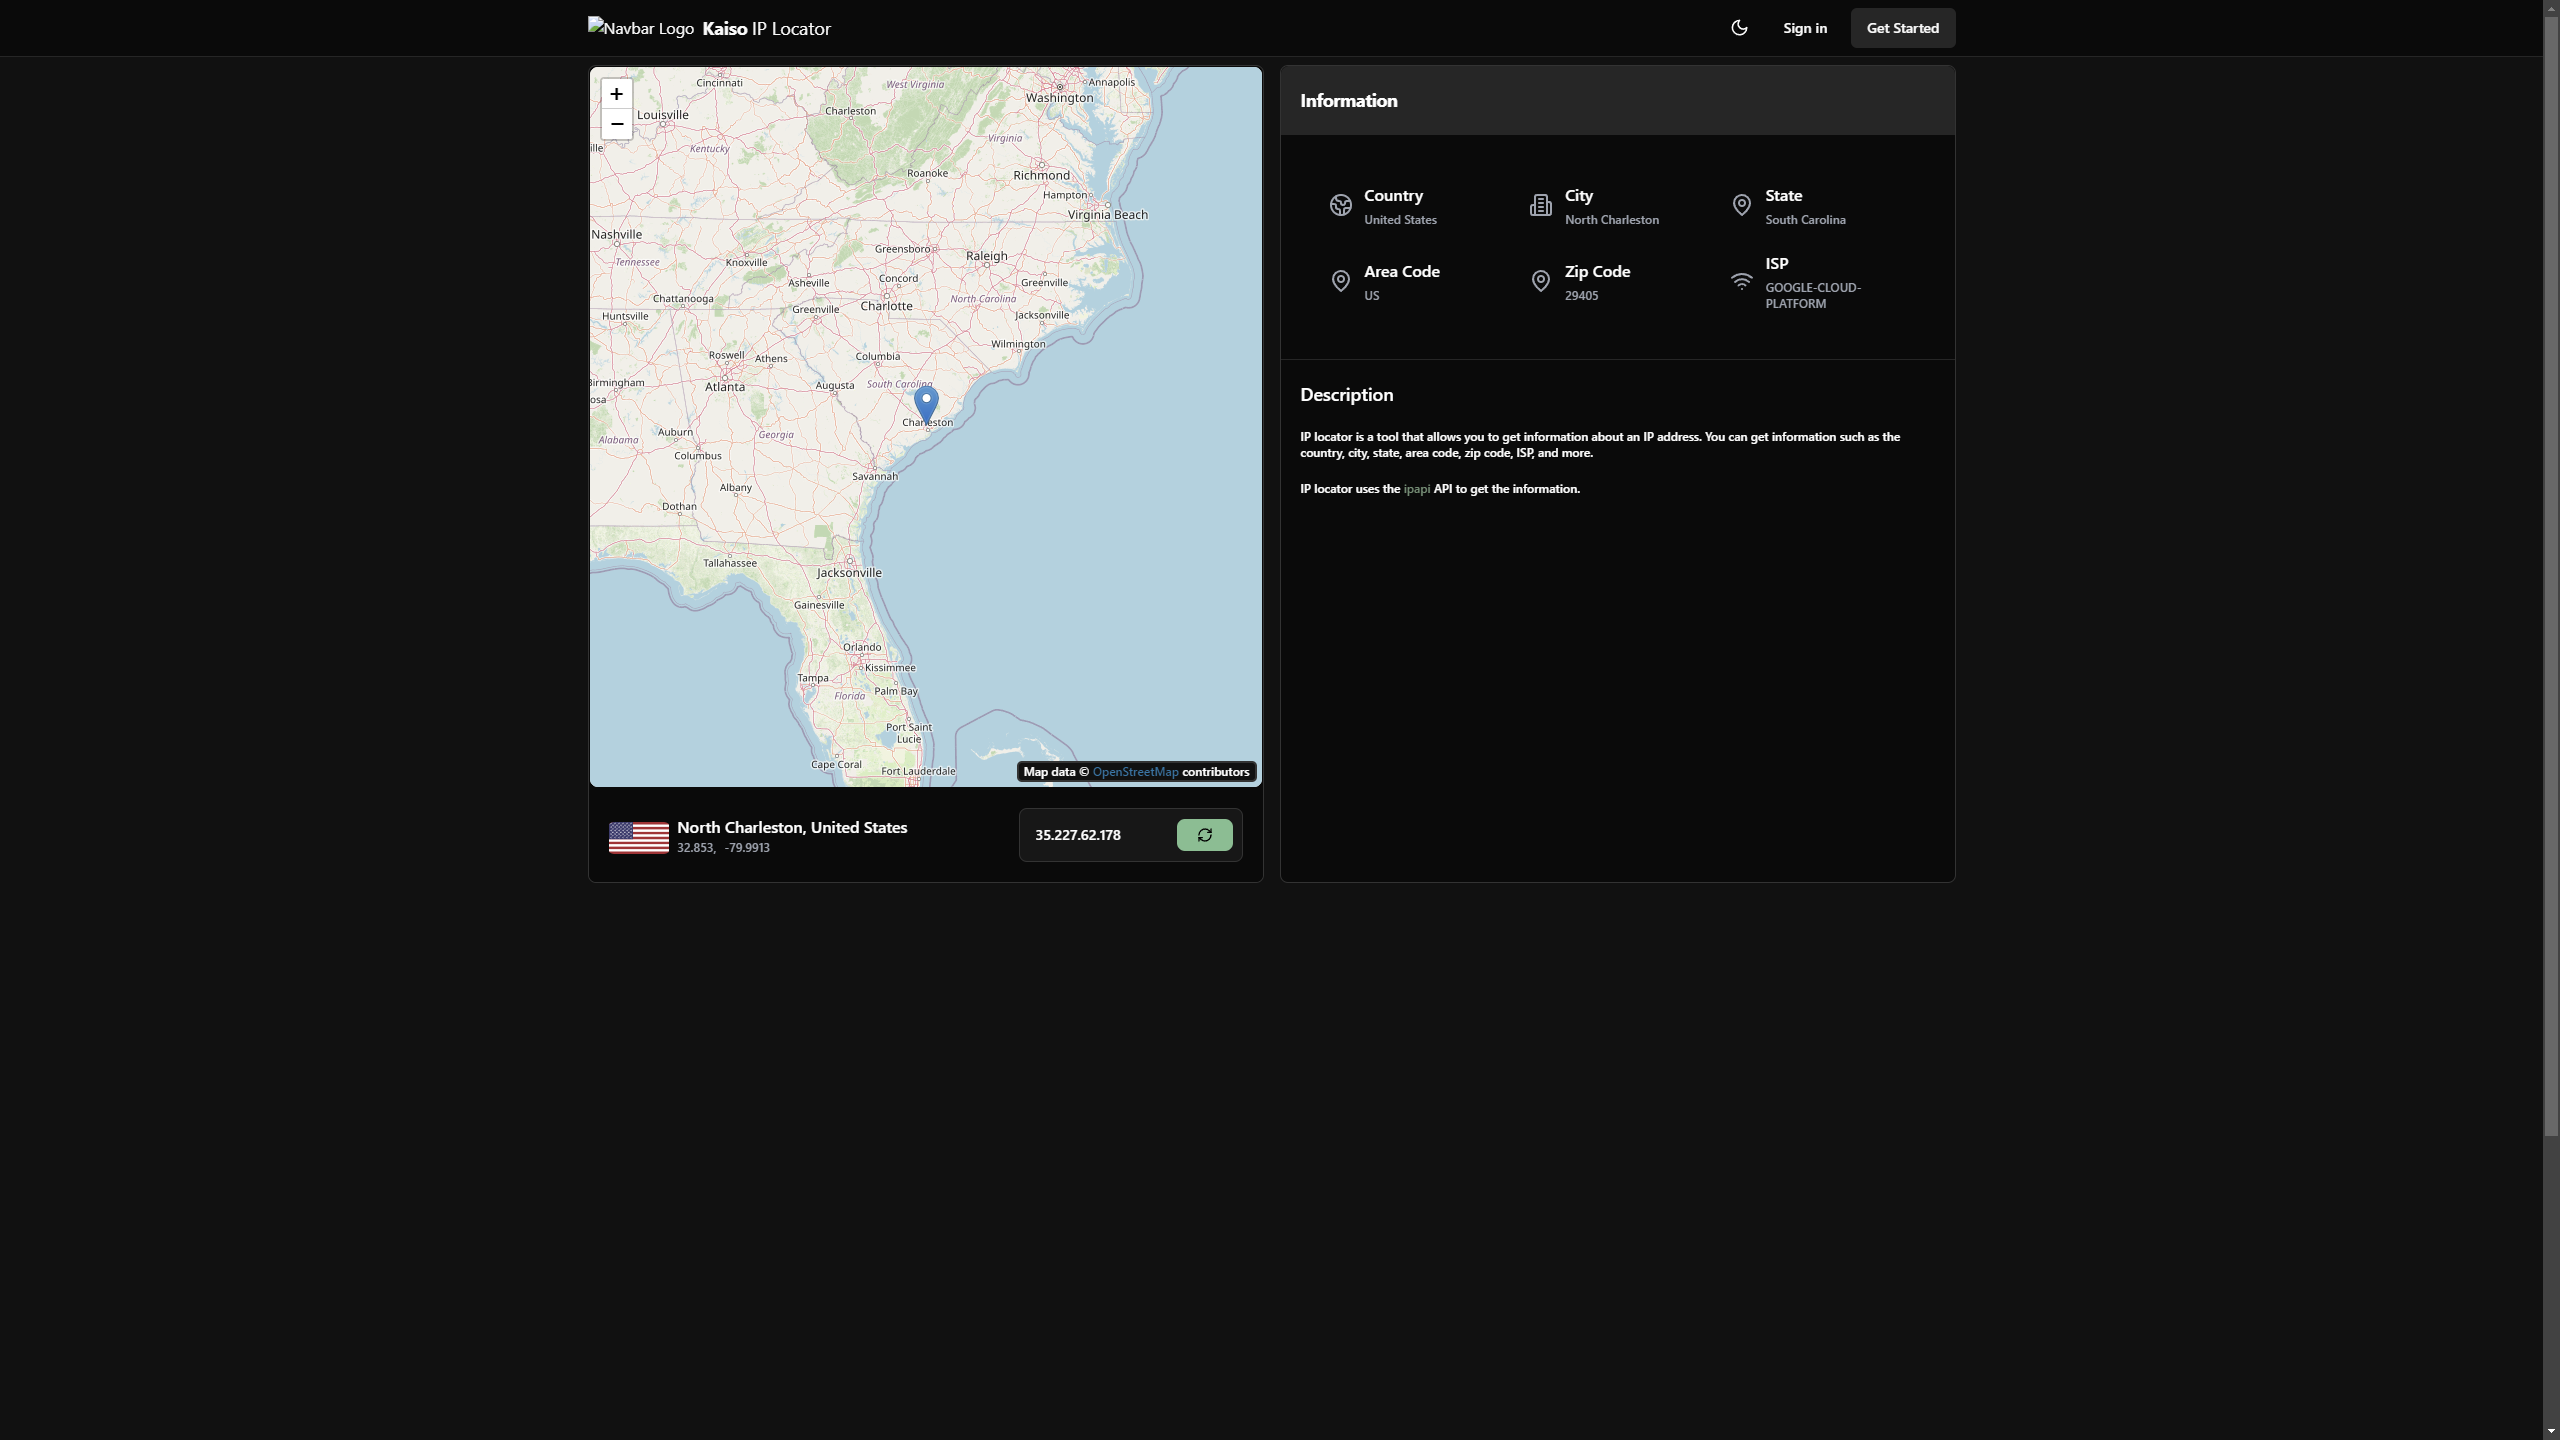 Navbar Logo Kaiso IP Locator
Sign in
Get Started
+
−
Cincinnati
West Virginia
Annapolis
Washington
Charleston
Louisville
Virginia
ille
Kentucky
Roanoke
Richmond
Hampton
Virginia Beach
Nashville
Greensboro
Raleigh
Tennessee
Knoxville
Concord
Asheville
Greenville
Chattanooga
North Carolina
Charlotte
Greenville
Huntsville
Jacksonville
Wilmington
Roswell
Athens
Columbia
Birmingham
Atlanta
Augusta
South Carolina
osa
Charleston
Alabama
Auburn
Georgia
Columbus
Savannah
Albany
Dothan
Tallahassee
Jacksonville
Gainesville
Orlando
Kissimmee
Tampa
Florida
Palm Bay
Port Saint
Lucie
Cape Coral
Fort Lauderdale
Map data © OpenStreetMap contributors
North Charleston, United States
32.853, -79.9913
35.227.62.178
Information
Country
United States
City
North Charleston
State
South Carolina
Area Code
US
Zip Code
29405
ISP
GOOGLE-CLOUD-
PLATFORM
Description
IP locator is a tool that allows you to get information about an IP address. You can get information such as the
country, city, state, area code, zip code, ISP, and more.
IP locator uses the ipapi API to get the information.